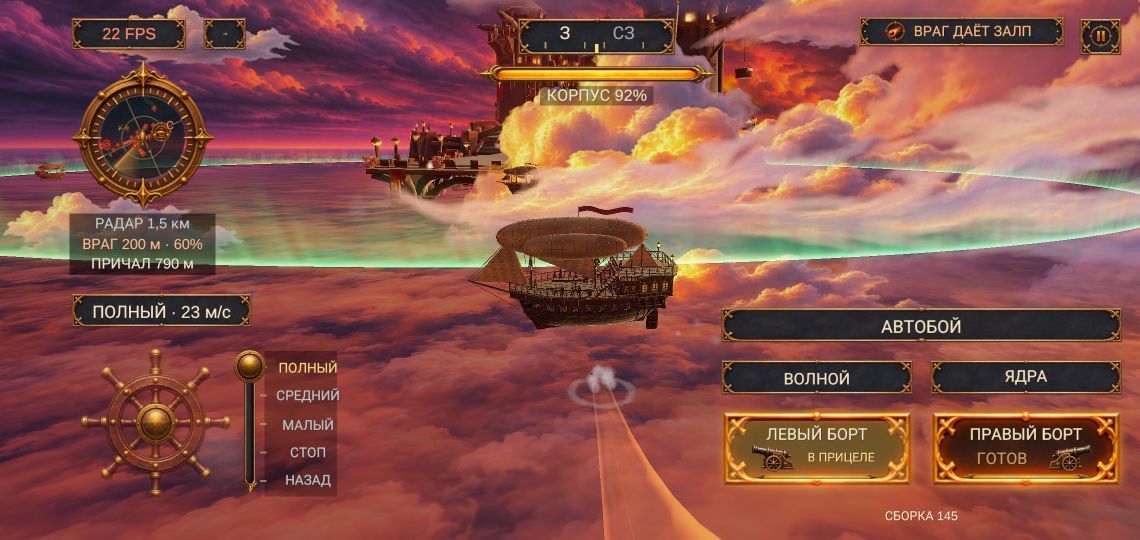 22 FPS
З СЗ
ВРАГ ДАЁТ ЗАЛП
КОРПУС 92%
РАДАР 1,5 км
ВРАГ 200 м · 60%
ПРИЧАЛ 790 м
ПОЛНЫЙ · 23 м/с
ПОЛНЫЙ
СРЕДНИЙ
МАЛЫЙ
СТОП
НАЗАД
АВТОБОЙ
ВОЛНОЙ
ЯДРА
ЛЕВЫЙ БОРТ
В ПРИЦЕЛЕ
ПРАВЫЙ БОРТ
ГОТОВ
СБОРКА 145